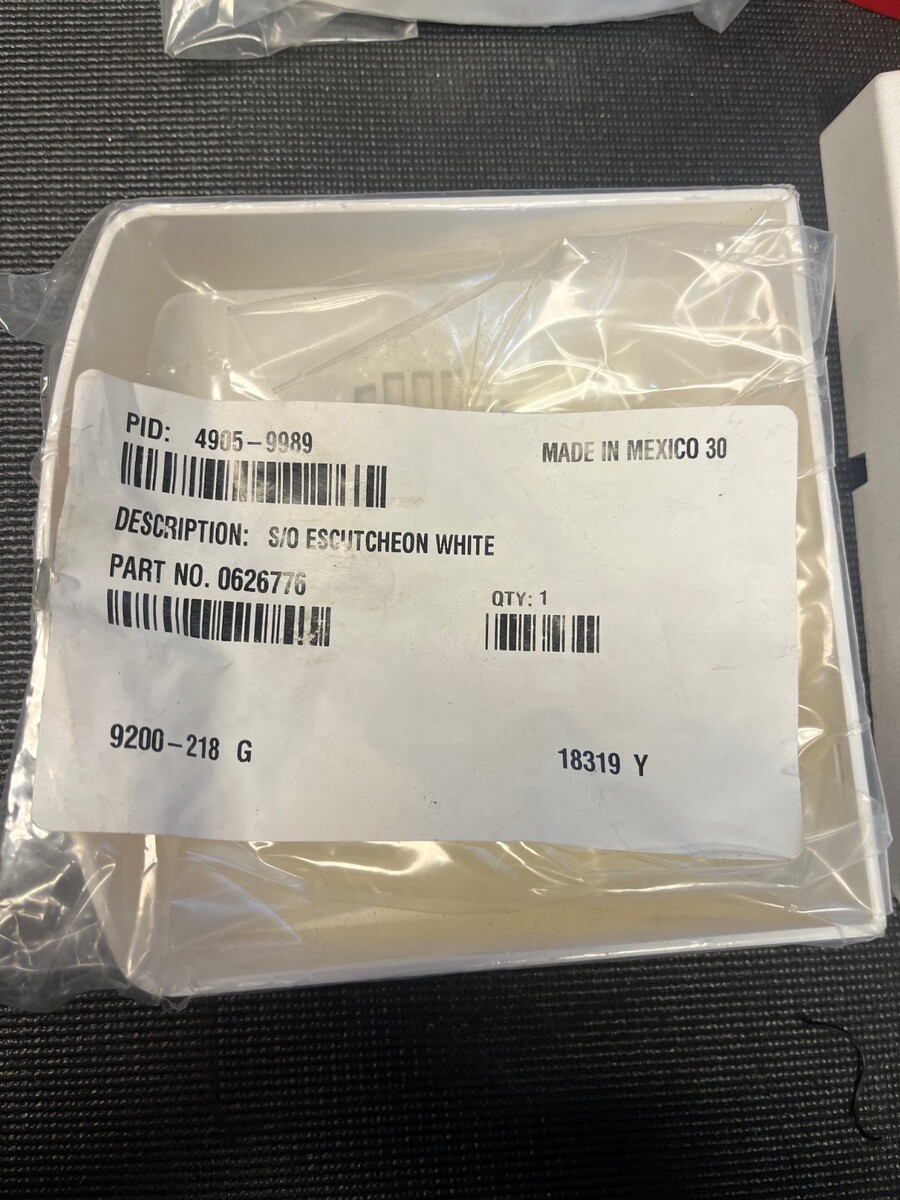 PID: 4905-9989
MADE IN MEXICO 30
DESCRIPTION: S/O ESCUTCHEON WHITE
PART NO. 0626776
QTY: 1
9200-218 G
18319 Y